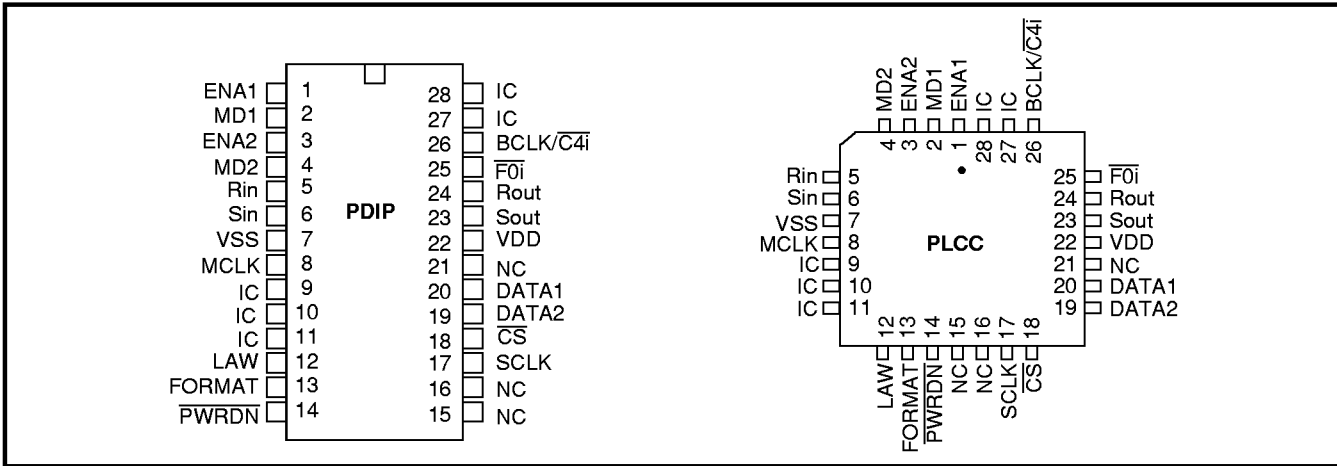 ENA1 1
MD1 2
ENA2 3
MD2 4
Rin 5
Sin 6
VSS 7
MCLK 8
IC 9
IC 10
IC 11
LAW 12
FORMAT 13
PWRDN 14
PDIP
28 IC
27 IC
26 BCLK/C4i
25 F0i
24 Rout
23 Sout
22 VDD
21 NC
20 DATA1
19 DATA2
18 CS
17 SCLK
16 NC
15 NC
MD2 ENA2 MD1 ENA1 IC IC BCLK/C4i
4 3 2 1 28 27 26
Rin 5
Sin 6
VSS 7
MCLK 8
IC 9
IC 10
IC 11
PLCC
25 F0i
24 Rout
23 Sout
22 VDD
21 NC
20 DATA1
19 DATA2
12 13 14 15 16 17 18
LAW FORMAT PWRDN NC NC SCLK CS